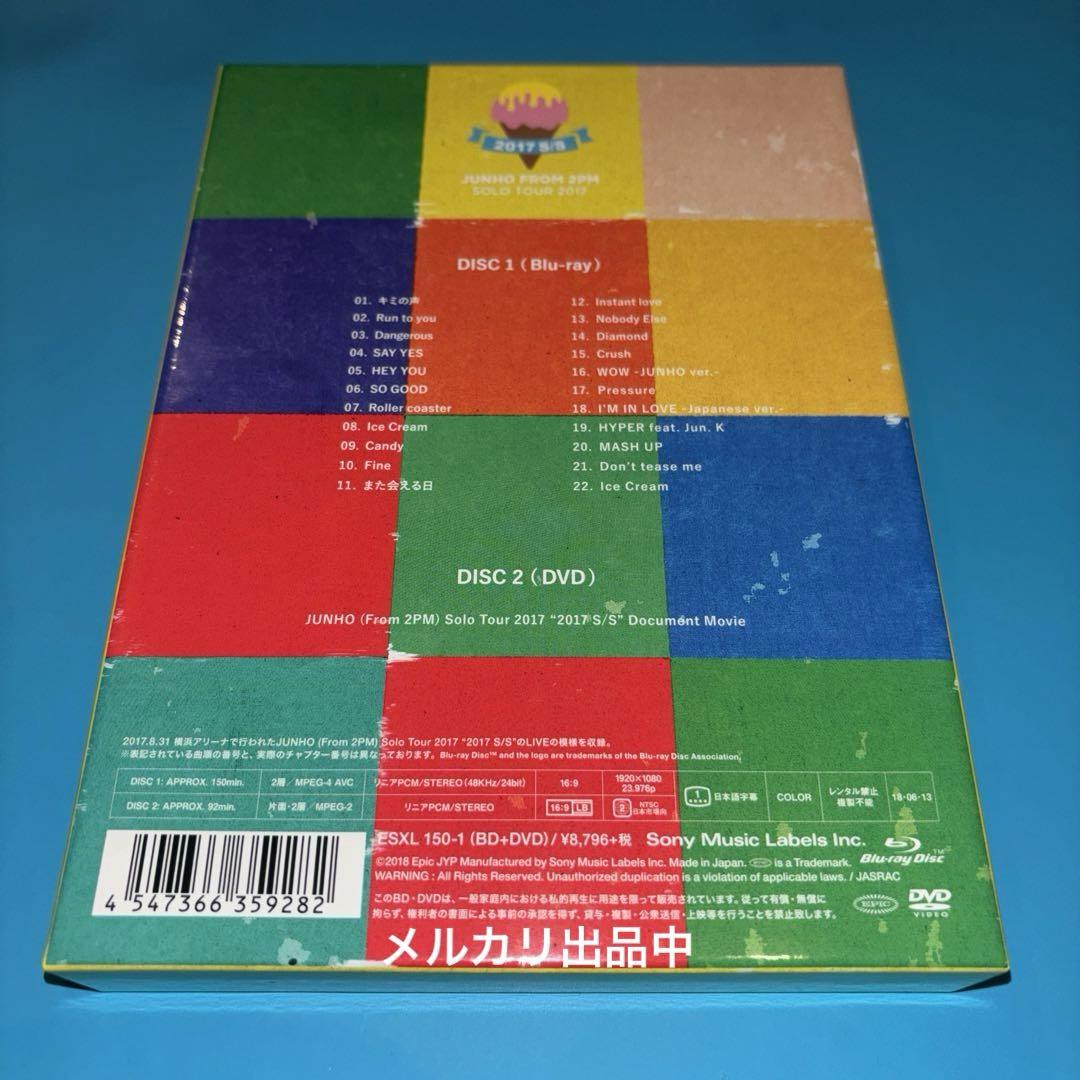 2017 S/S
JUNHO FROM 2PM
SOLO TOUR 2017
DISC 1 (Blu-ray)
01. キミの声
02. Run to you
03. Dangerous
04. SAY YES
05. HEY YOU
06. SO GOOD
07. Roller coaster
08. Ice Cream
09. Candy
10. Fine
11. また会える日
12. Instant love
13. Nobody Else
14. Diamond
15. Crush
16. WOW -JUNHO ver.-
17. Pressure
18. I'M IN LOVE -Japanese ver.-
19. HYPER feat. Jun. K
20. MASH UP
21. Don't tease me
22. Ice Cream
DISC 2 (DVD)
JUNHO (From 2PM) Solo Tour 2017 “2017 S/S” Document Movie
2017.8.31 横浜アリーナで行われたJUNHO (From 2PM) Solo Tour 2017 “2017 S/S”のLIVEの模様を収録。
※表記されている曲順の番号と、実際のチャプター番号は異なっております。Blu-ray Disc™ and the logo are trademarks of the Blu-ray Disc Association.
DISC 1: APPROX. 150min. 2層/MPEG-4 AVC リニアPCM/STEREO (48KHz/24bit) 16:9 1920×1080 23.976p
DISC 2: APPROX. 92min. 片面・2層/MPEG-2 リニアPCM/STEREO 16:9 LB 2 NTSC 日本市場向
1 日本語字幕 COLOR レンタル禁止 複製不能 18・06・13
ESXL 150-1 (BD+DVD)/¥8,796+税 Sony Music Labels Inc.
Blu-ray Disc™
©2018 Epic JYP Manufactured by Sony Music Labels Inc. Made in Japan. EPIC is a Trademark.
WARNING : All Rights Reserved. Unauthorized duplication is a violation of applicable laws. / JASRAC
このBD・DVDは、一般家庭内における私的再生に用途を限って販売されています。従って有償・無償に
拘らず、権利者の書面による事前の承認を得ず、貸与・複製・公衆送信・上映等を行うことを禁止致します。
EPIC
DVD
VIDEO
4 547366 359282
メルカリ出品中